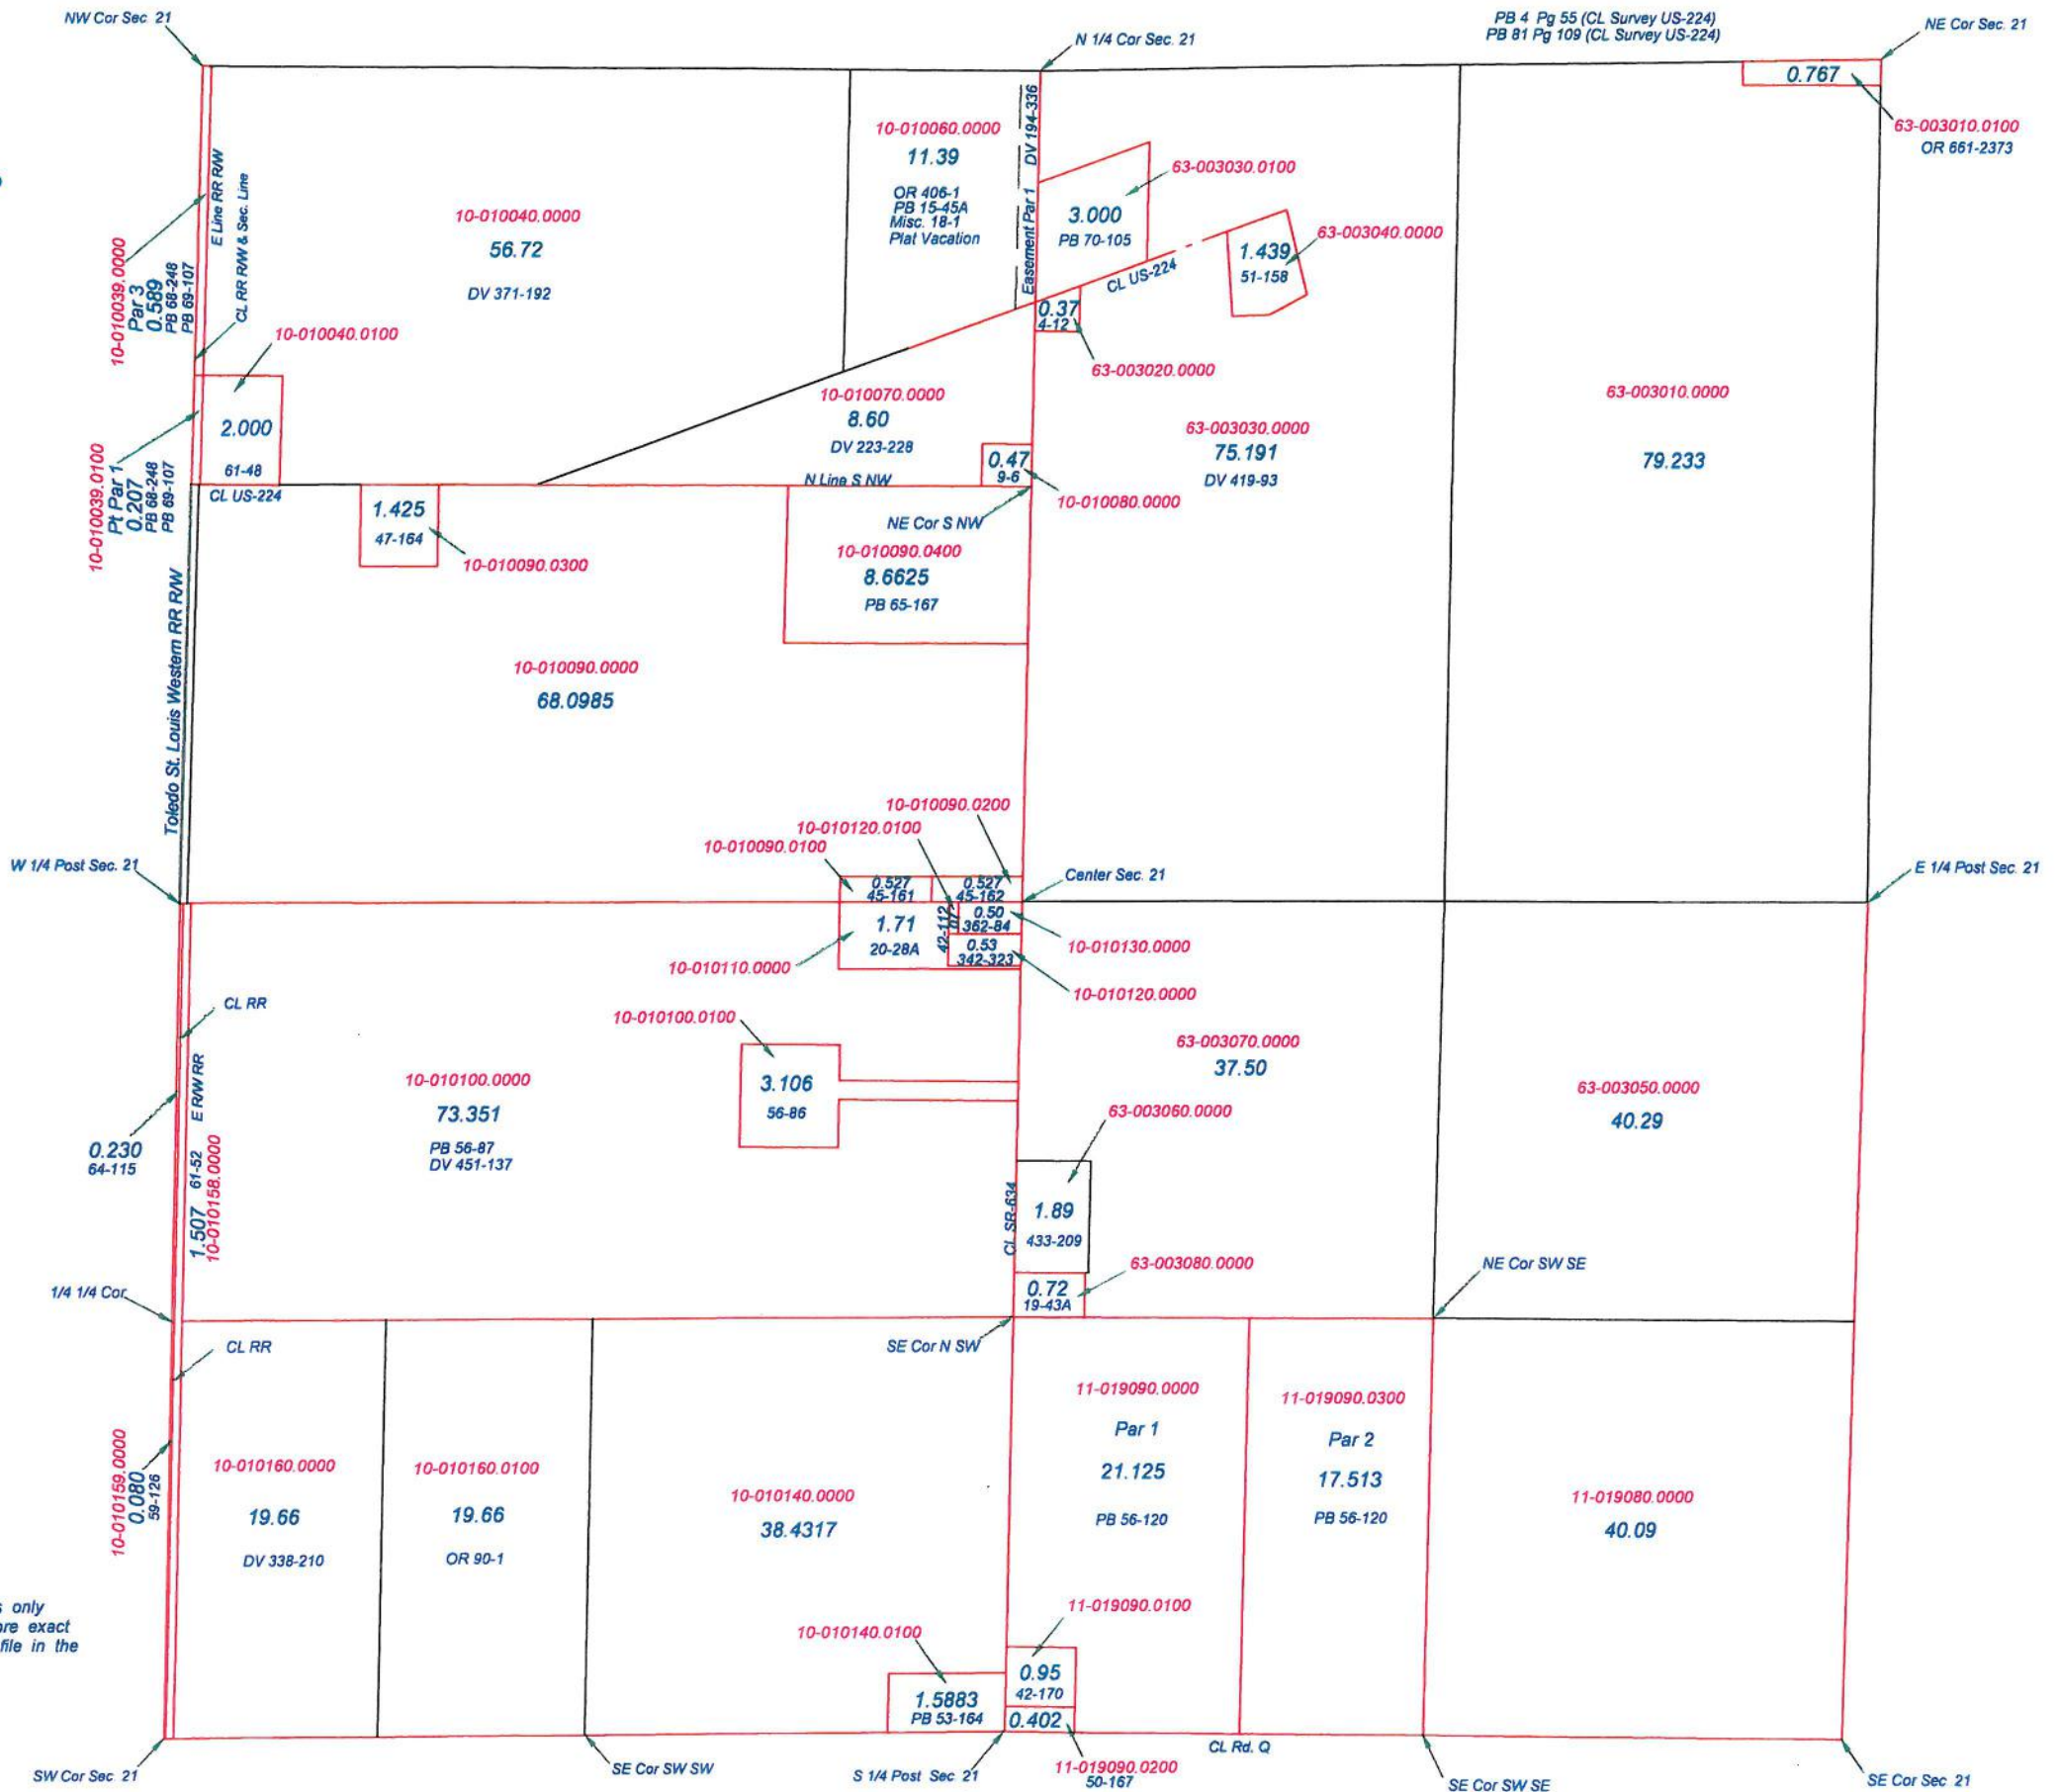 NW Cor Sec. 21
N 1/4 Cor Sec. 21
PB 4 Pg 55 (CL Survey US-224)
PB 81 Pg 109 (CL Survey US-224)
NE Cor Sec. 21
0.767
63-003010.0100
OR 661-2373
10-010039.0000
Par 3
0.589
PB 68-248
PB 69-107
E Line RR R/W
CL RR R/W & Sec. Line
10-010040.0000
56.72
DV 371-192
10-010060.0000
11.39
OR 406-1
PB 15-45A
Misc. 18-1
Plat Vacation
Easement Par 1 DV 194-336
63-003030.0100
3.000
PB 70-105
63-003040.0000
1.439
51-158
CL US-224
0.37
4-12
63-003020.0000
10-010040.0100
2.000
61-48
CL US-224
10-010039.0100
Pt Par 1
0.207
PB 68-248
PB 69-107
10-010070.0000
8.60
DV 223-228
N Line S NW
0.47
9-6
10-010080.0000
NE Cor S NW
63-003030.0000
75.191
DV 419-93
63-003010.0000
79.233
1.425
47-164
10-010090.0300
10-010090.0400
8.6625
PB 65-167
Toledo St. Louis Western RR R/W
10-010090.0000
68.0985
10-010090.0200
10-010120.0100
10-010090.0100
W 1/4 Post Sec. 21
Center Sec. 21
E 1/4 Post Sec. 21
0.527
45-161
0.527
45-162
1.71
20-28A
42-112
0.50
362-84
0.53
342-323
10-010130.0000
10-010110.0000
10-010120.0000
CL RR
E R/W RR
10-010100.0100
3.106
56-86
10-010100.0000
73.351
PB 56-87
DV 451-137
63-003070.0000
37.50
63-003050.0000
40.29
63-003060.0000
1.89
433-209
CL SR-634
0.230
64-115
1.507 61-52
10-010158.0000
63-003080.0000
0.72
19-43A
NE Cor SW SE
1/4 1/4 Cor
SE Cor N SW
CL RR
10-010159.0000
0.080
59-126
10-010160.0000
19.66
DV 338-210
10-010160.0100
19.66
OR 90-1
10-010140.0000
38.4317
11-019090.0000
Par 1
21.125
PB 56-120
11-019090.0300
Par 2
17.513
PB 56-120
11-019080.0000
40.09
only
exact
file in the
10-010140.0100
1.5883
PB 53-164
11-019090.0100
0.95
42-170
0.402
CL Rd. Q
SW Cor Sec 21
SE Cor SW SW
S 1/4 Post Sec 21
11-019090.0200
50-167
SE Cor SW SE
SE Cor Sec 21